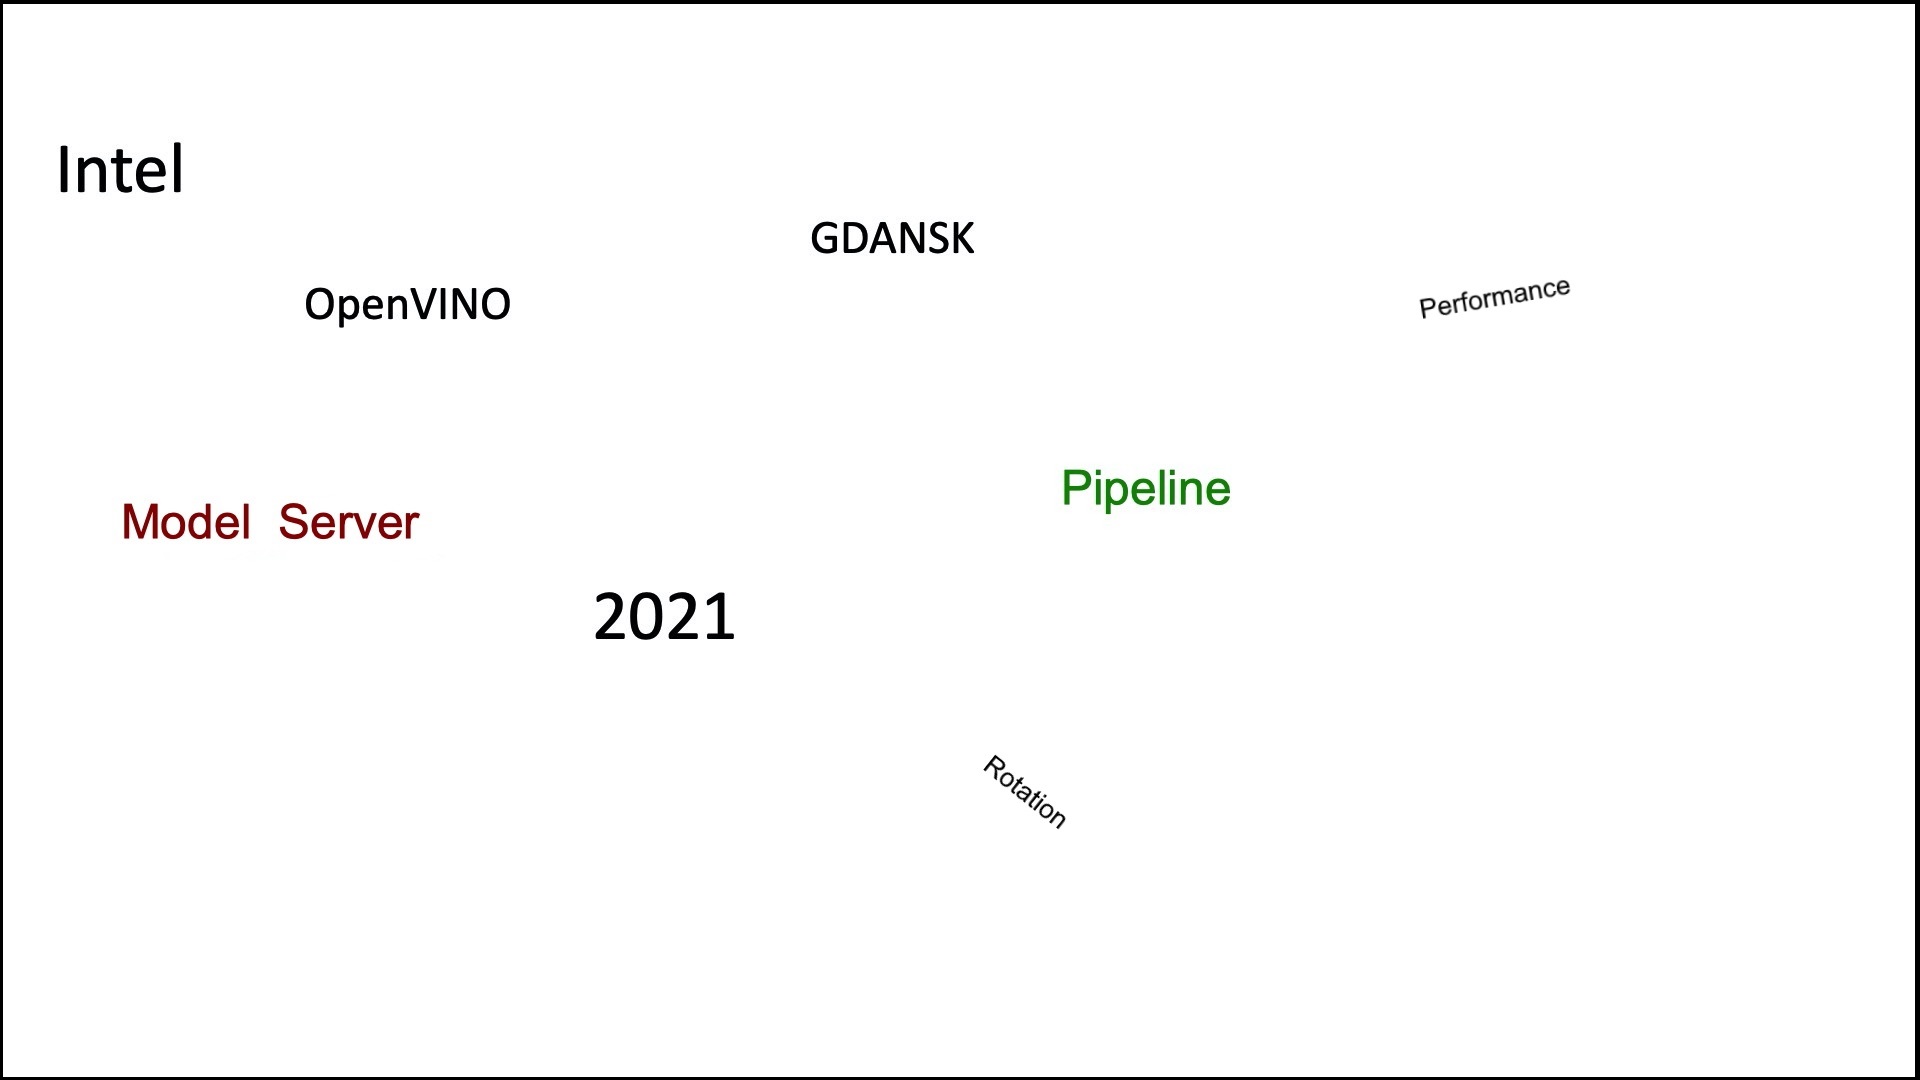 Intel
GDANSK
OpenVINO
Performance
Pipeline
Model Server
2021
Rotation